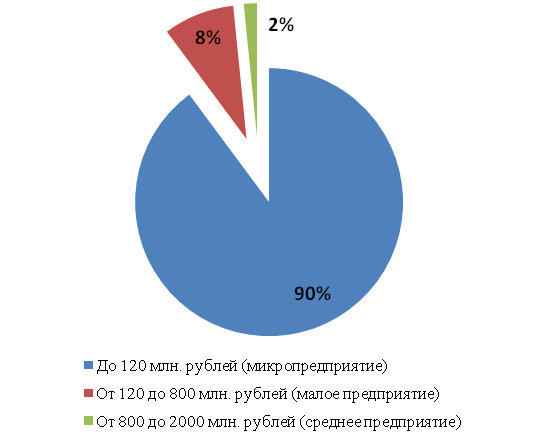 2%
8%
90%
До 120 млн. рублей (микропредприятие)
От 120 до 800 млн. рублей (малое предприятие)
От 800 до 2000 млн. рублей (среднее предприятие)